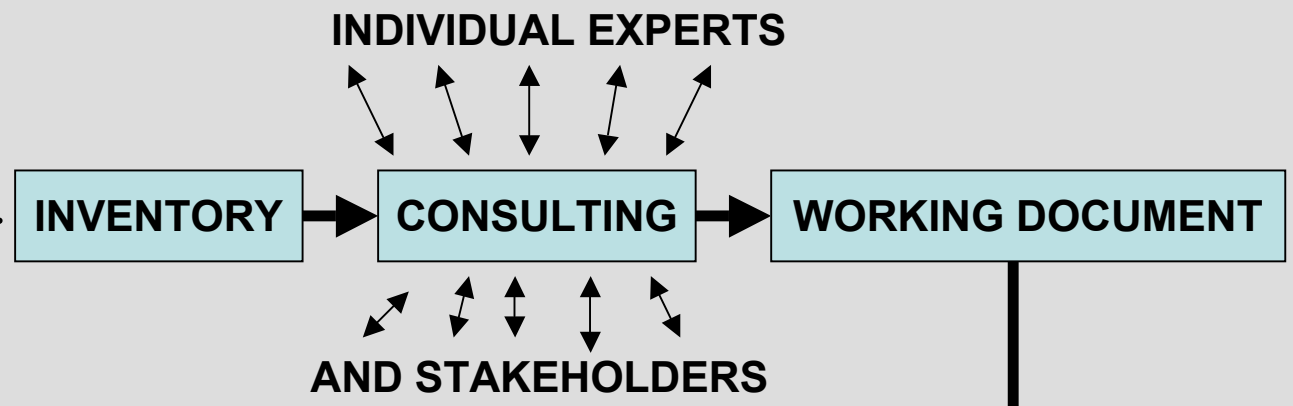 INDIVIDUAL EXPERTS
INVENTORY
CONSULTING
WORKING DOCUMENT
AND STAKEHOLDERS